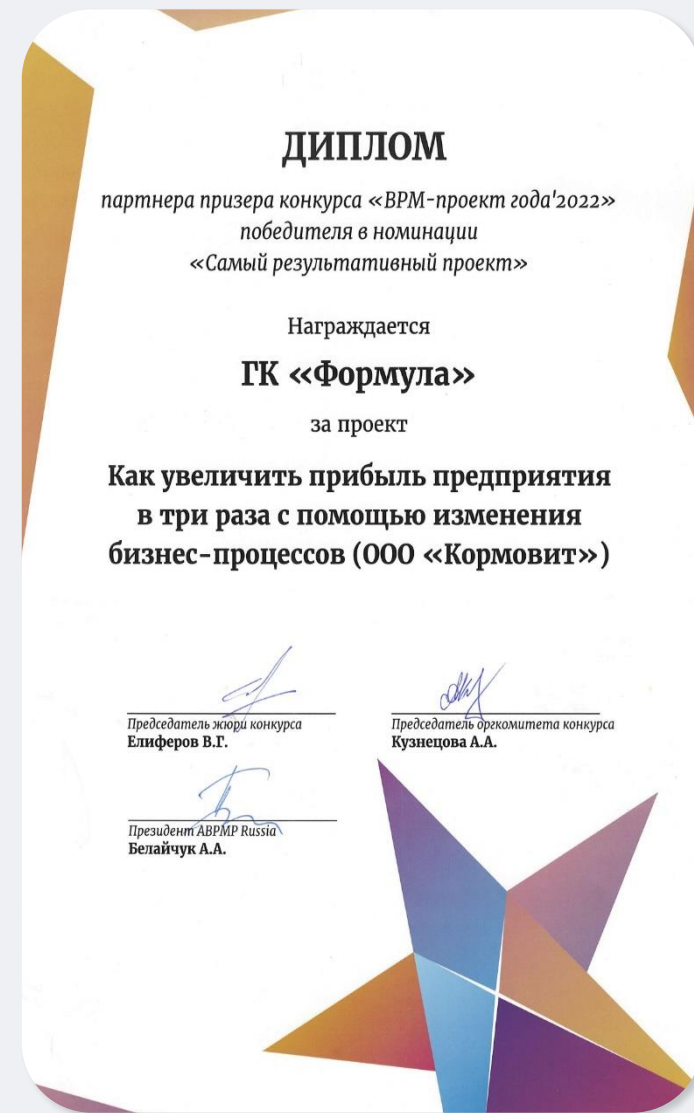 ДИПЛОМ
партнера призера конкурса «BPM-проект года'2022»
победителя в номинации
«Самый результативный проект»
Награждается
ГК «Формула»
за проект
Как увеличить прибыль предприятия
в три раза с помощью изменения
бизнес-процессов (ООО «Кормовит»)
Председатель жюри конкурса
Елиферов В.Г.
Председатель оргкомитета конкурса
Кузнецова А.А.
Президент ABPMP Russia
Белайчук А.А.